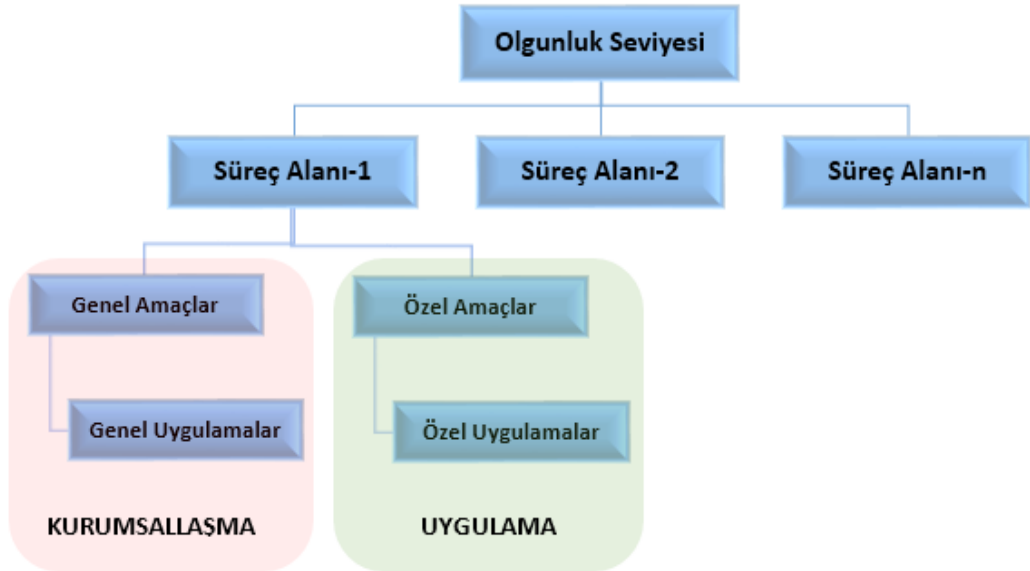 Olgunluk Seviyesi
Süreç Alanı-1
Süreç Alanı-2
Süreç Alanı-n
Genel Amaçlar
Özel Amaçlar
Genel Uygulamalar
Özel Uygulamalar
KURUMSALLAŞMA
UYGULAMA